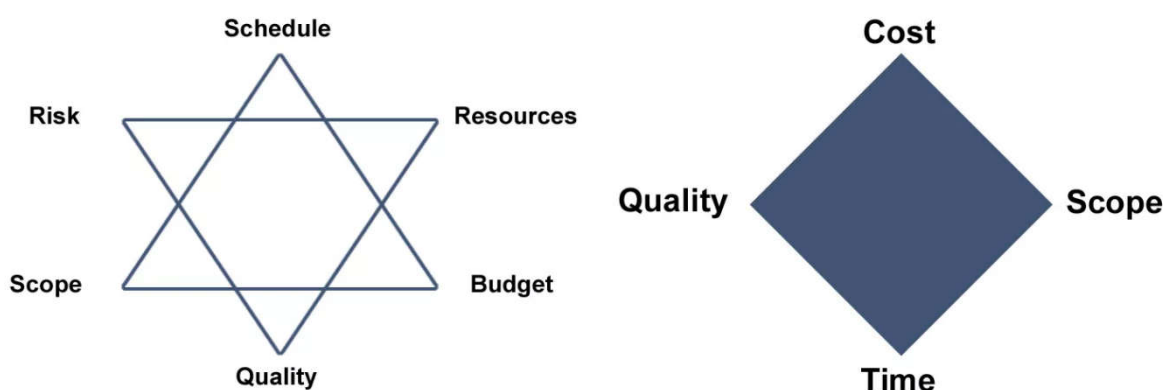 Schedule
Risk
Resources
Scope
Budget
Quality
Cost
Quality
Scope
Time